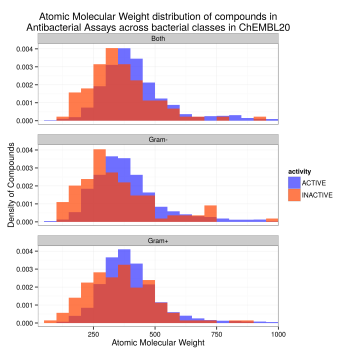 Atomic Molecular Weight distribution of compounds in
Antibacterial Assays across bacterial classes in ChEMBL20
Both
0.004
0.003
0.002
0.001
0.000
Gram-
0.004
0.003
0.002
0.001
0.000
Gram+
0.004
0.003
0.002
0.001
0.000
250
500
750
1000
Atomic Molecular Weight
Density of Compounds
activity
ACTIVE
INACTIVE